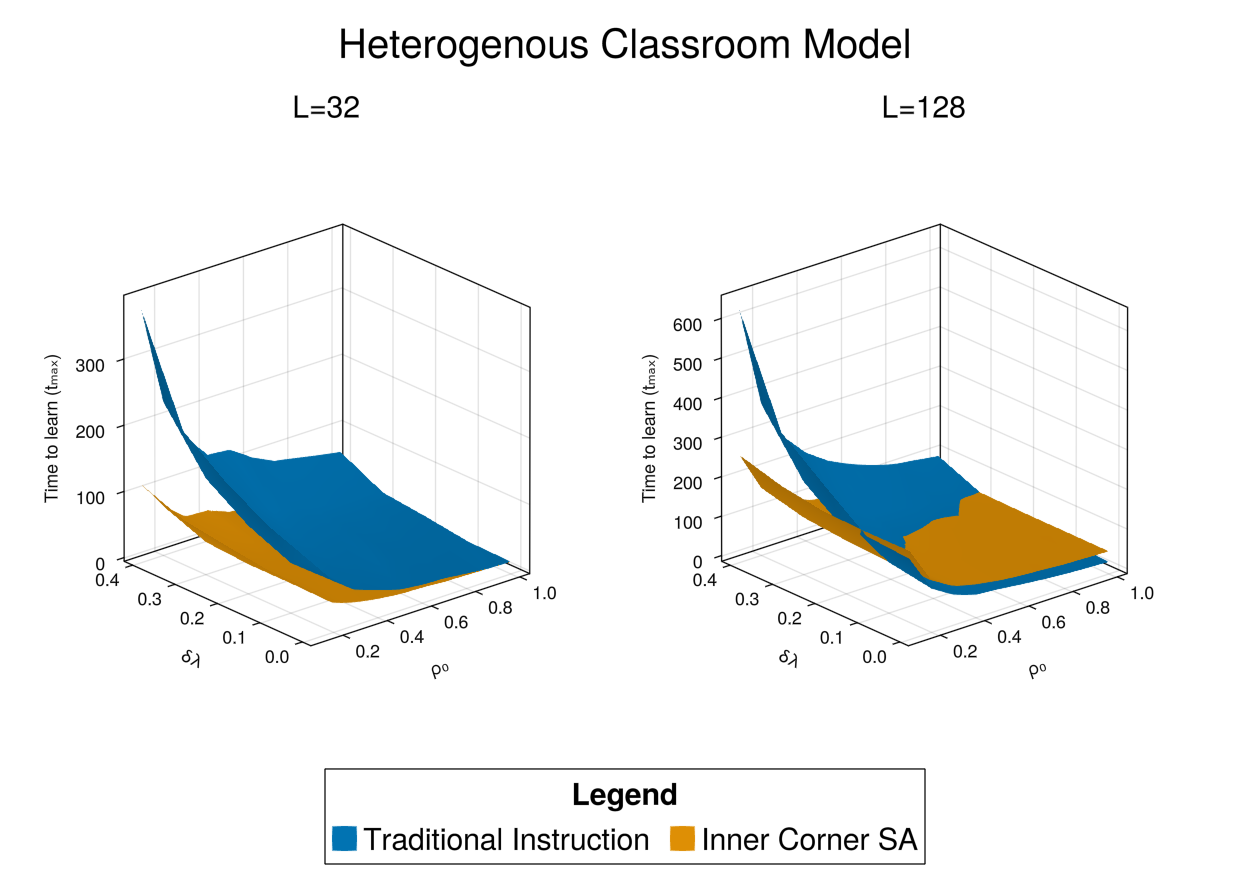 Heterogenous Classroom Model
L=32
L=128
Time to learn (tₘₐₓ)
300
200
100
0
0.4
0.3
0.2
0.1
0.0
δλ
0.2
0.4
0.6
0.8
1.0
ρ⁰
Time to learn (tₘₐₓ)
600
500
400
300
200
100
0
0.4
0.3
0.2
0.1
0.0
δλ
0.2
0.4
0.6
0.8
1.0
ρ⁰
Legend
Traditional Instruction Inner Corner SA